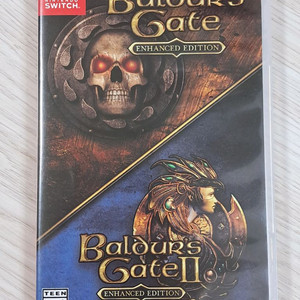 SWITCH.
Baldur's
Gate
ENHANCED EDITION
Baldur's
Gate II
ENHANCED EDITION
TEEN